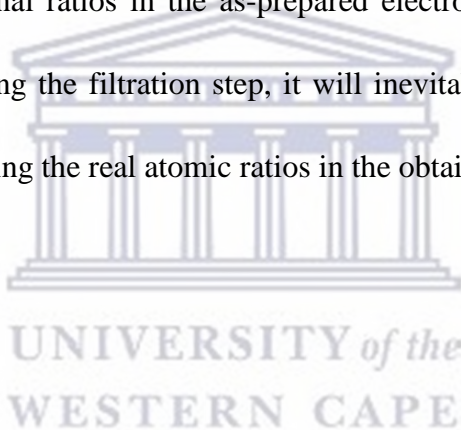 nal ratios in the as-prepared electro
ng the filtration step, it will inevita
ing the real atomic ratios in the obtai
UNIVERSITY of the
WESTERN CAPE